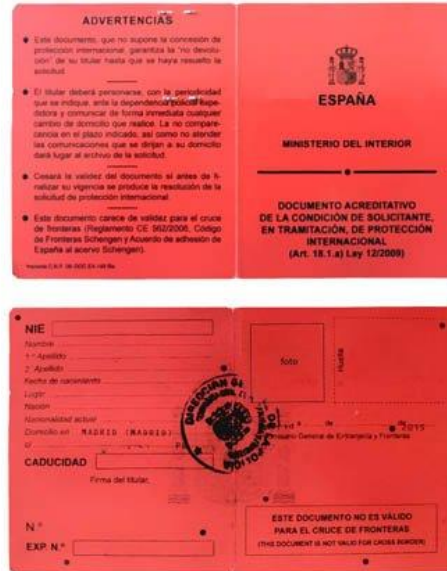 ADVERTENCIAS
● Este documento, que no supone la concesión de
protección internacional, garantiza la "no devolu-
ción" de su titular hasta que se haya resuelto la
solicitud.
● El titular deberá personarse, con la periodicidad
que se indique, ante la dependencia policial expe-
didora y comunicar de forma inmediata cualquier
cambio de domicilio que realice. La no compare-
cencia en el plazo indicado, así como no atender
las comunicaciones que se dirijan a su domicilio
dará lugar al archivo de la solicitud.
● Cesará la validez del documento si antes de fi-
nalizar su vigencia se produce la resolución de la
solicitud de protección internacional.
● Este documento carece de validez para el cruce
de fronteras (Reglamento CE 562/2006, Código
de Fronteras Schengen y Acuerdo de adhesión de
España al acervo Schengen).
ESPAÑA
MINISTERIO DEL INTERIOR
DOCUMENTO ACREDITATIVO
DE LA CONDICIÓN DE SOLICITANTE,
EN TRAMITACIÓN, DE PROTECCIÓN
INTERNACIONAL
(Art. 18.1.a) Ley 12/2009)
NIE
Nombre
1.º Apellido
2.º Apellido
Fecha de nacimiento
Lugar
Nación
Nacionalidad actual
Domicilio en MADRID (MADRID)
CADUCIDAD
Firma del titular,
N.º
EXP. N.º
foto
Huella
DIRECCION GENERAL DE LA POLICIA
a de de 2015
Comisario General de Extranjería y Fronteras
ESTE DOCUMENTO NO ES VÁLIDO
PARA EL CRUCE DE FRONTERAS
(THIS DOCUMENT IS NOT VALID FOR CROSS BORDER)